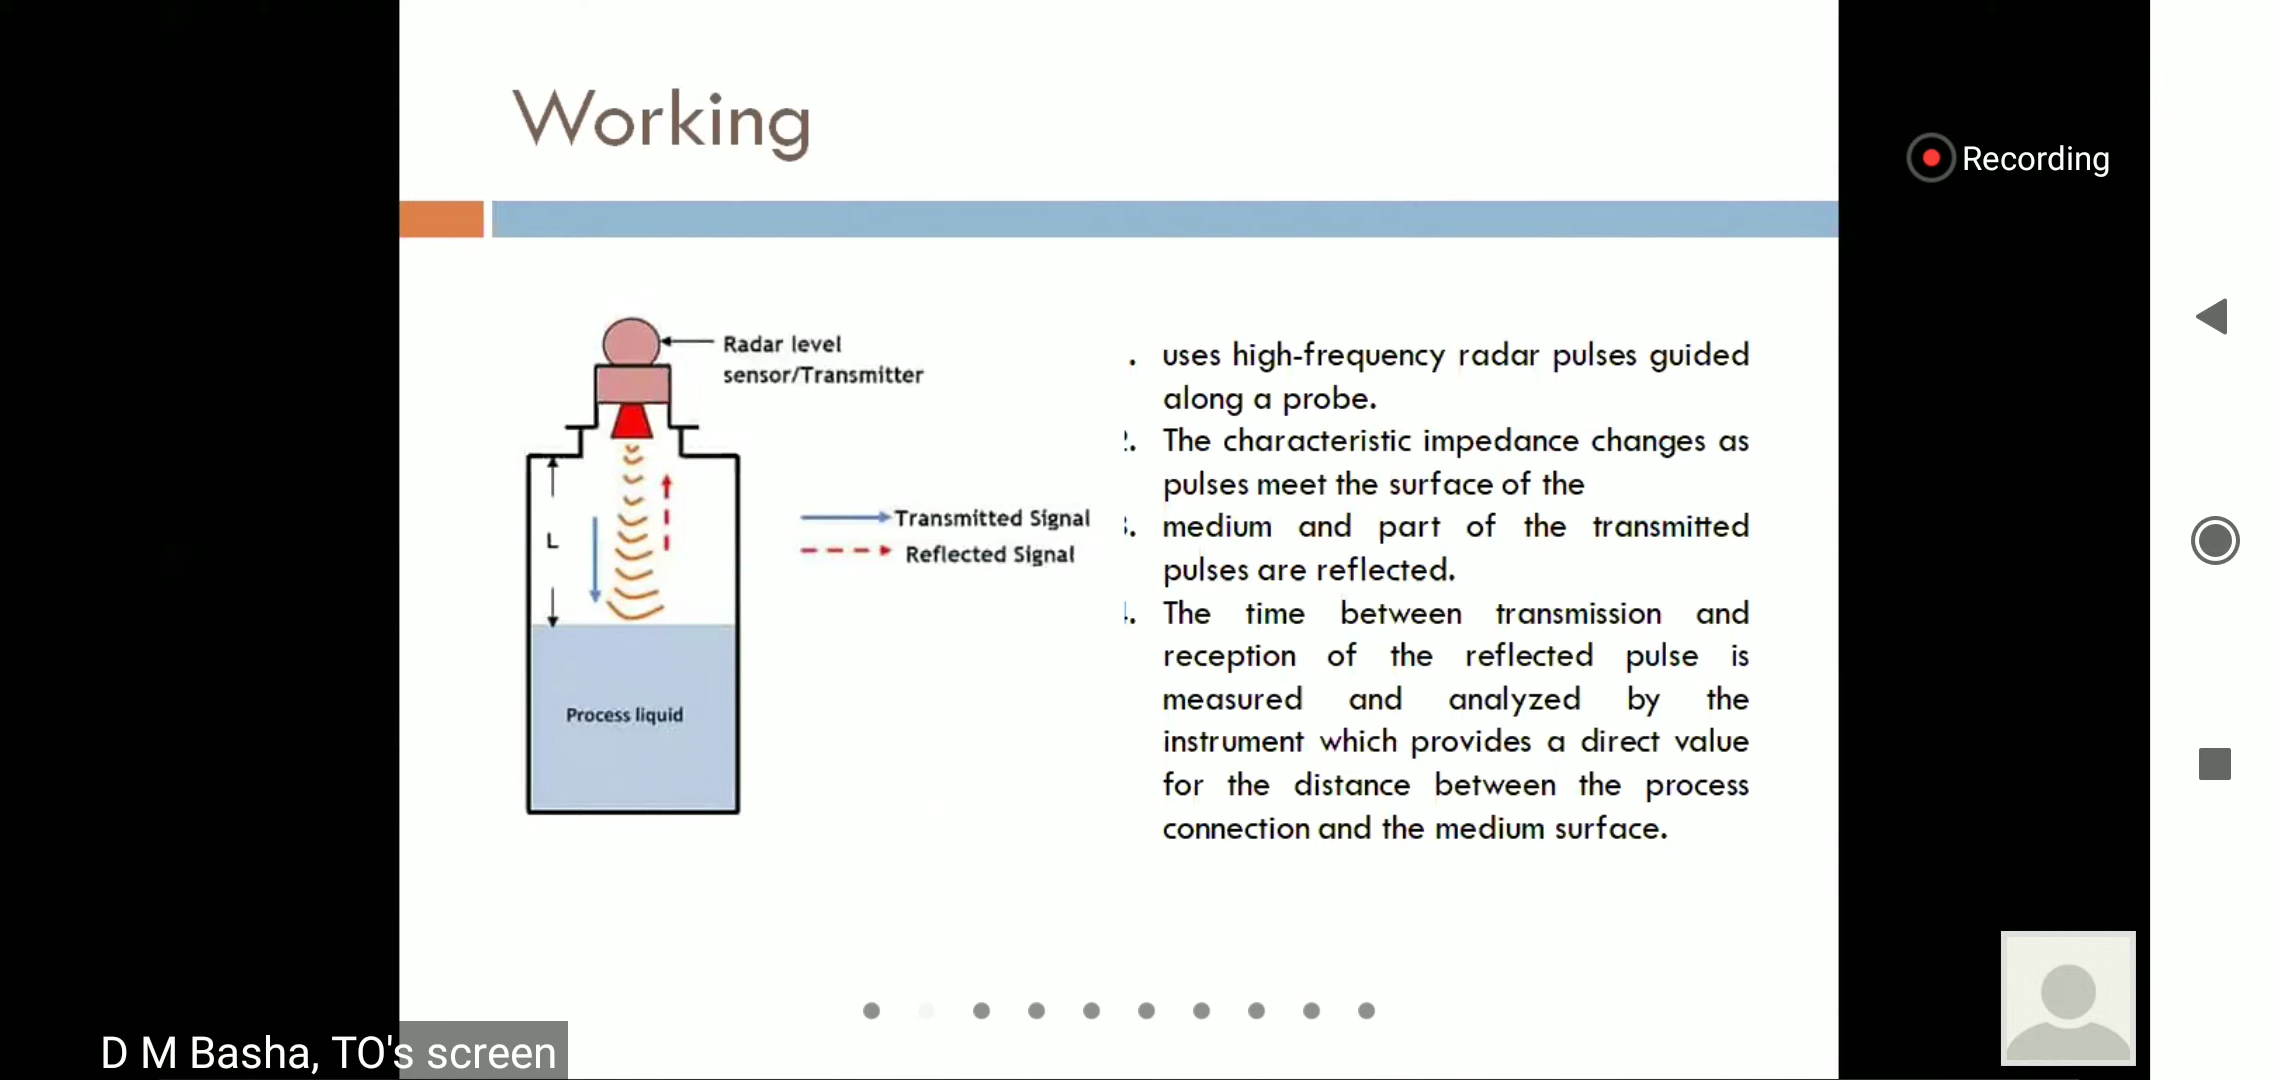 Working
Recording
Radar level
sensor/Transmitter
L
Transmitted Signal
Reflected Signal
Process liquid
. uses high-frequency radar pulses guided
along a probe.
2. The characteristic impedance changes as
pulses meet the surface of the
3. medium and part of the transmitted
pulses are reflected.
4. The time between transmission and
reception of the reflected pulse is
measured and analyzed by the
instrument which provides a direct value
for the distance between the process
connection and the medium surface.
D M Basha, TO's screen